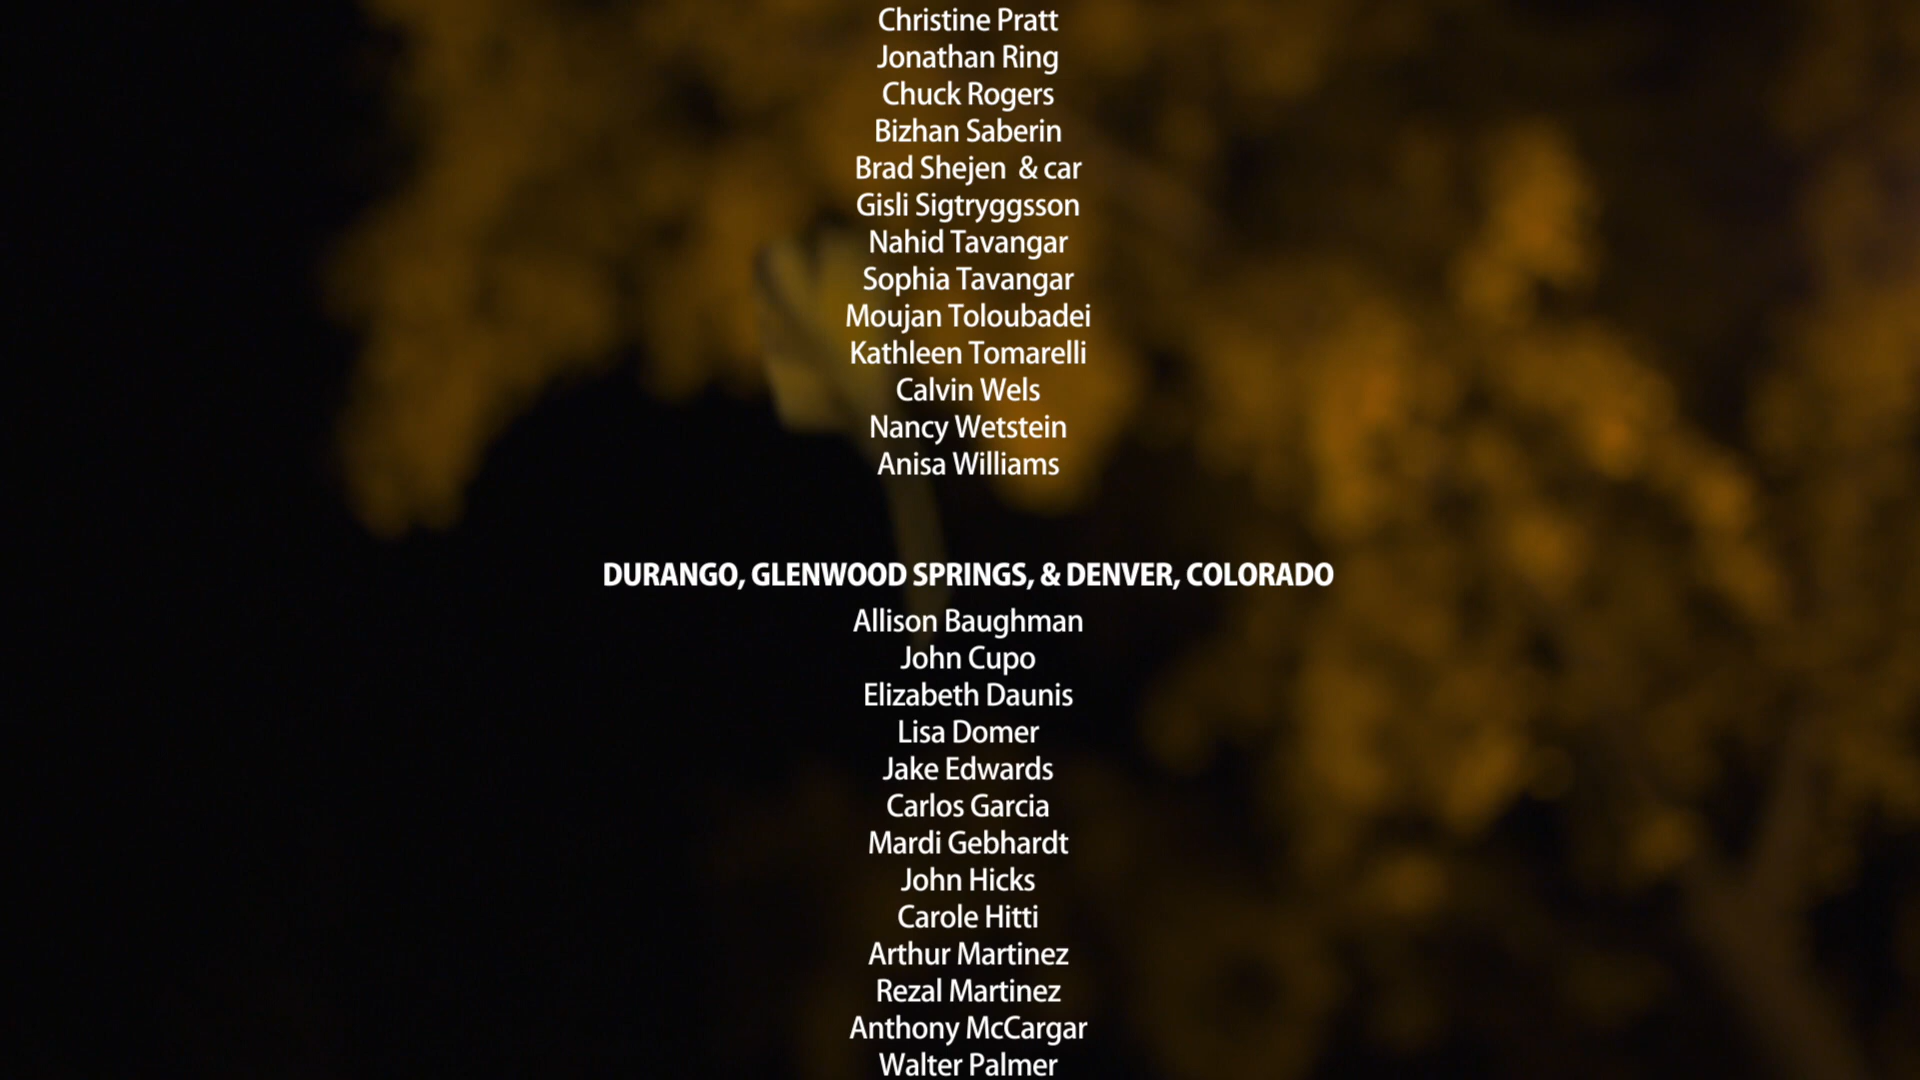 Christine Pratt
Jonathan Ring
Chuck Rogers
Bizhan Saberin
Brad Shejen & car
Gisli Sigtryggsson
Nahid Tavangar
Sophia Tavangar
Moujan Toloubadei
Kathleen Tomarelli
Calvin Wels
Nancy Wetstein
Anisa Williams
DURANGO, GLENWOOD SPRINGS, & DENVER, COLORADO
Allison Baughman
John Cupo
Elizabeth Daunis
Lisa Domer
Jake Edwards
Carlos Garcia
Mardi Gebhardt
John Hicks
Carole Hitti
Arthur Martinez
Rezal Martinez
Anthony McCargar
Walter Palmer